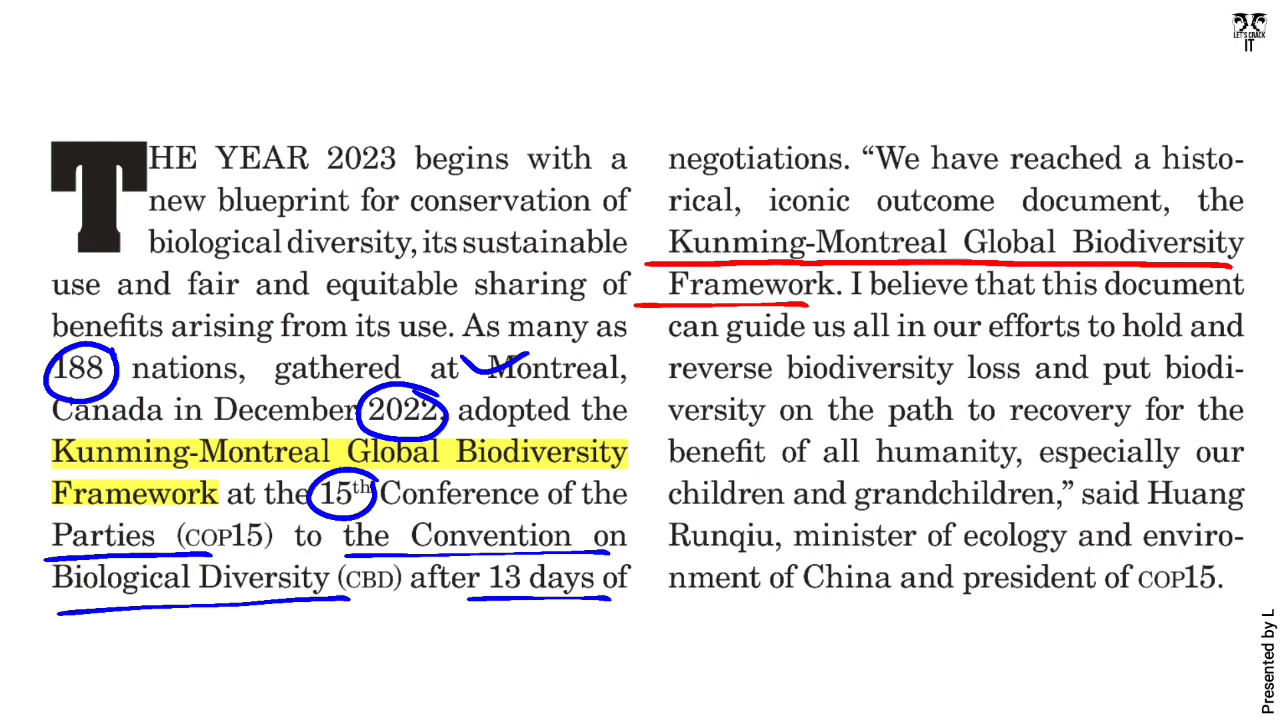 LET'S CRACK
IT
THE YEAR 2023 begins with a
new blueprint for conservation of
biological diversity, its sustainable
use and fair and equitable sharing of
benefits arising from its use. As many as
188 nations, gathered at Montreal,
Canada in December 2022, adopted the
Kunming-Montreal Global Biodiversity
Framework at the 15th Conference of the
Parties (COP15) to the Convention on
Biological Diversity (CBD) after 13 days of
negotiations. “We have reached a histo-
rical, iconic outcome document, the
Kunming-Montreal Global Biodiversity
Framework. I believe that this document
can guide us all in our efforts to hold and
reverse biodiversity loss and put biodi-
versity on the path to recovery for the
benefit of all humanity, especially our
children and grandchildren,” said Huang
Runqiu, minister of ecology and enviro-
nment of China and president of COP15.
Presented by L